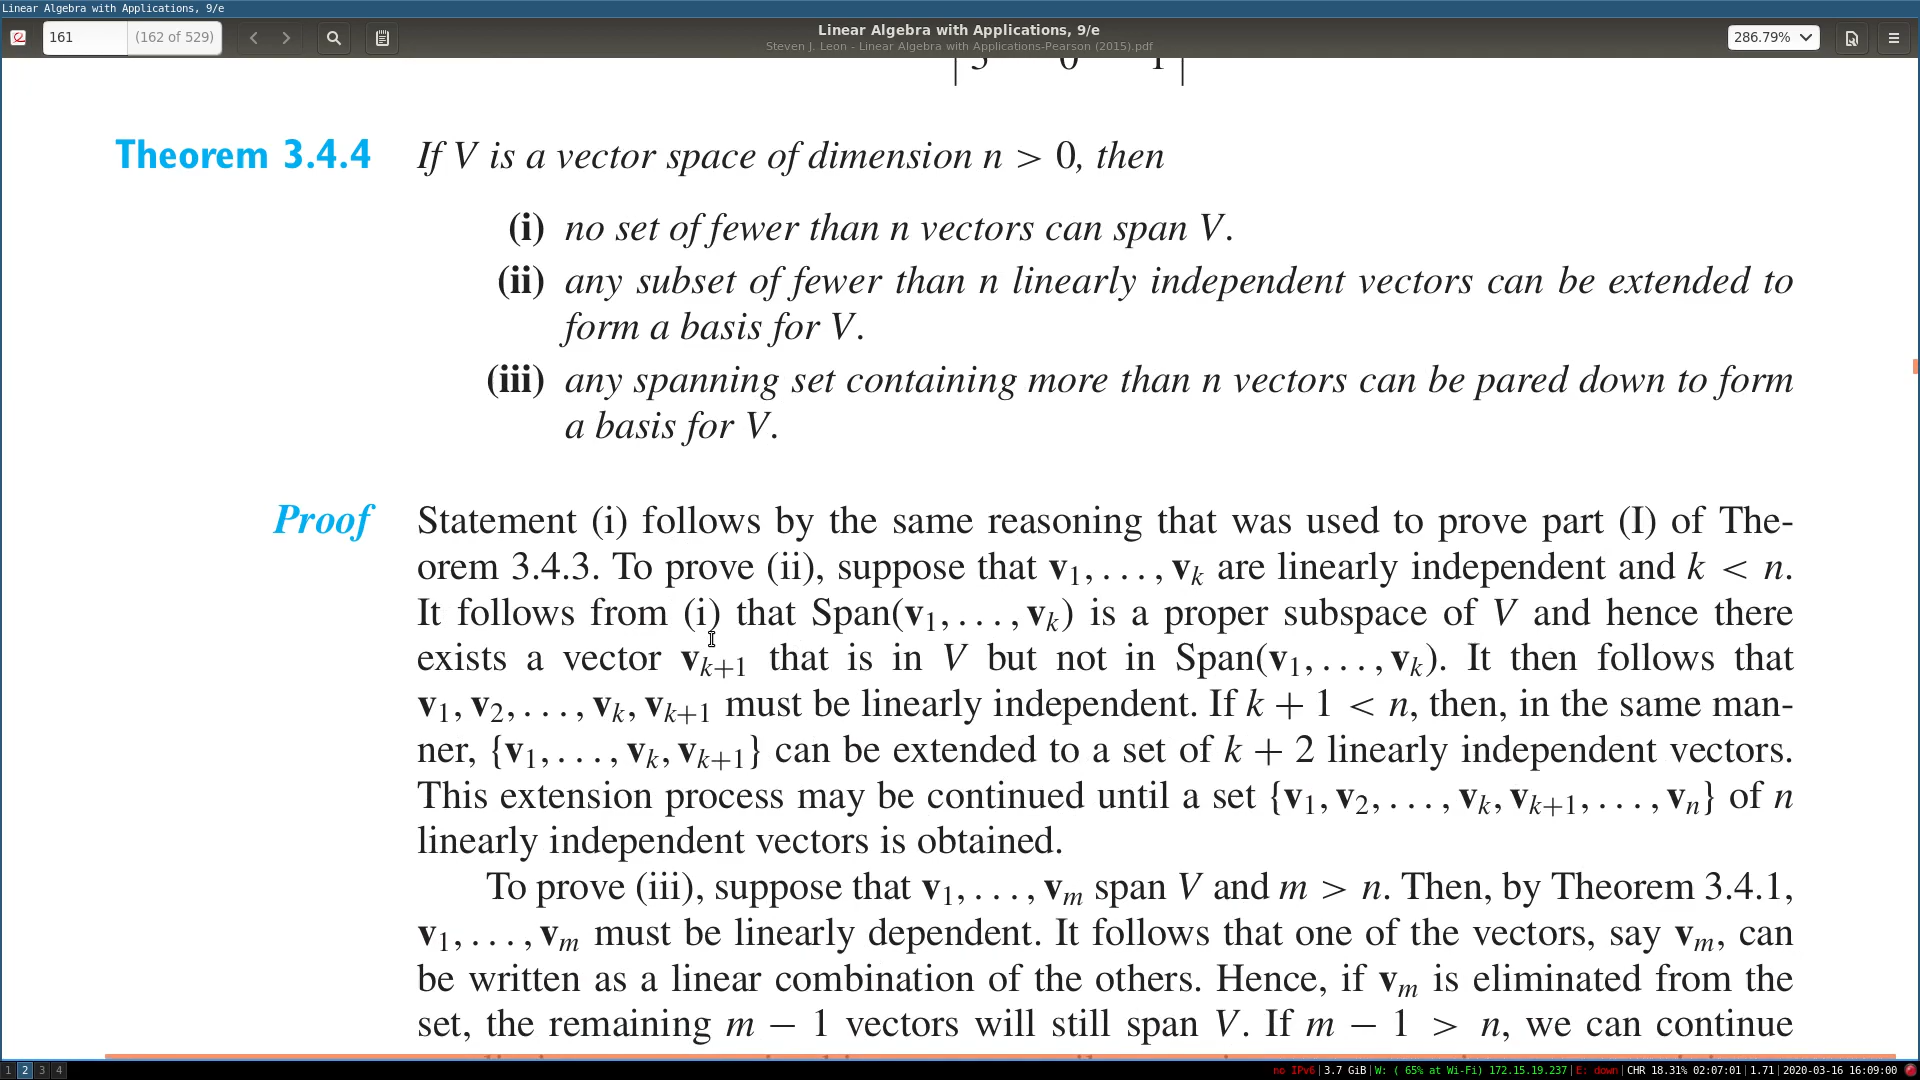 Linear Algebra with Applications, 9/e
161 (162 of 529)
Linear Algebra with Applications, 9/e
Steven J. Leon - Linear Algebra with Applications-Pearson (2015).pdf
286.79%
| 3 0 1 |
Theorem 3.4.4 If V is a vector space of dimension n > 0, then
(i) no set of fewer than n vectors can span V.
(ii) any subset of fewer than n linearly independent vectors can be extended to
form a basis for V.
(iii) any spanning set containing more than n vectors can be pared down to form
a basis for V.
Proof Statement (i) follows by the same reasoning that was used to prove part (I) of The-
orem 3.4.3. To prove (ii), suppose that v₁, . . . , vₖ are linearly independent and k < n.
It follows from (i) that Span(v₁, . . . , vₖ) is a proper subspace of V and hence there
exists a vector vₖ₊₁ that is in V but not in Span(v₁, . . . , vₖ). It then follows that
v₁, v₂, . . . , vₖ, vₖ₊₁ must be linearly independent. If k + 1 < n, then, in the same man-
ner, {v₁, . . . , vₖ, vₖ₊₁} can be extended to a set of k + 2 linearly independent vectors.
This extension process may be continued until a set {v₁, v₂, . . . , vₖ, vₖ₊₁, . . . , vₙ} of n
linearly independent vectors is obtained.
To prove (iii), suppose that v₁, . . . , vₘ span V and m > n. Then, by Theorem 3.4.1,
v₁, . . . , vₘ must be linearly dependent. It follows that one of the vectors, say vₘ, can
be written as a linear combination of the others. Hence, if vₘ is eliminated from the
set, the remaining m − 1 vectors will still span V. If m − 1 > n, we can continue
1 2 3 4 no IPv6|3.7 GiB|W: ( 65% at Wi-Fi) 172.15.19.237|E: down|CHR 18.31% 02:07:01|1.71|2020-03-16 16:09:00